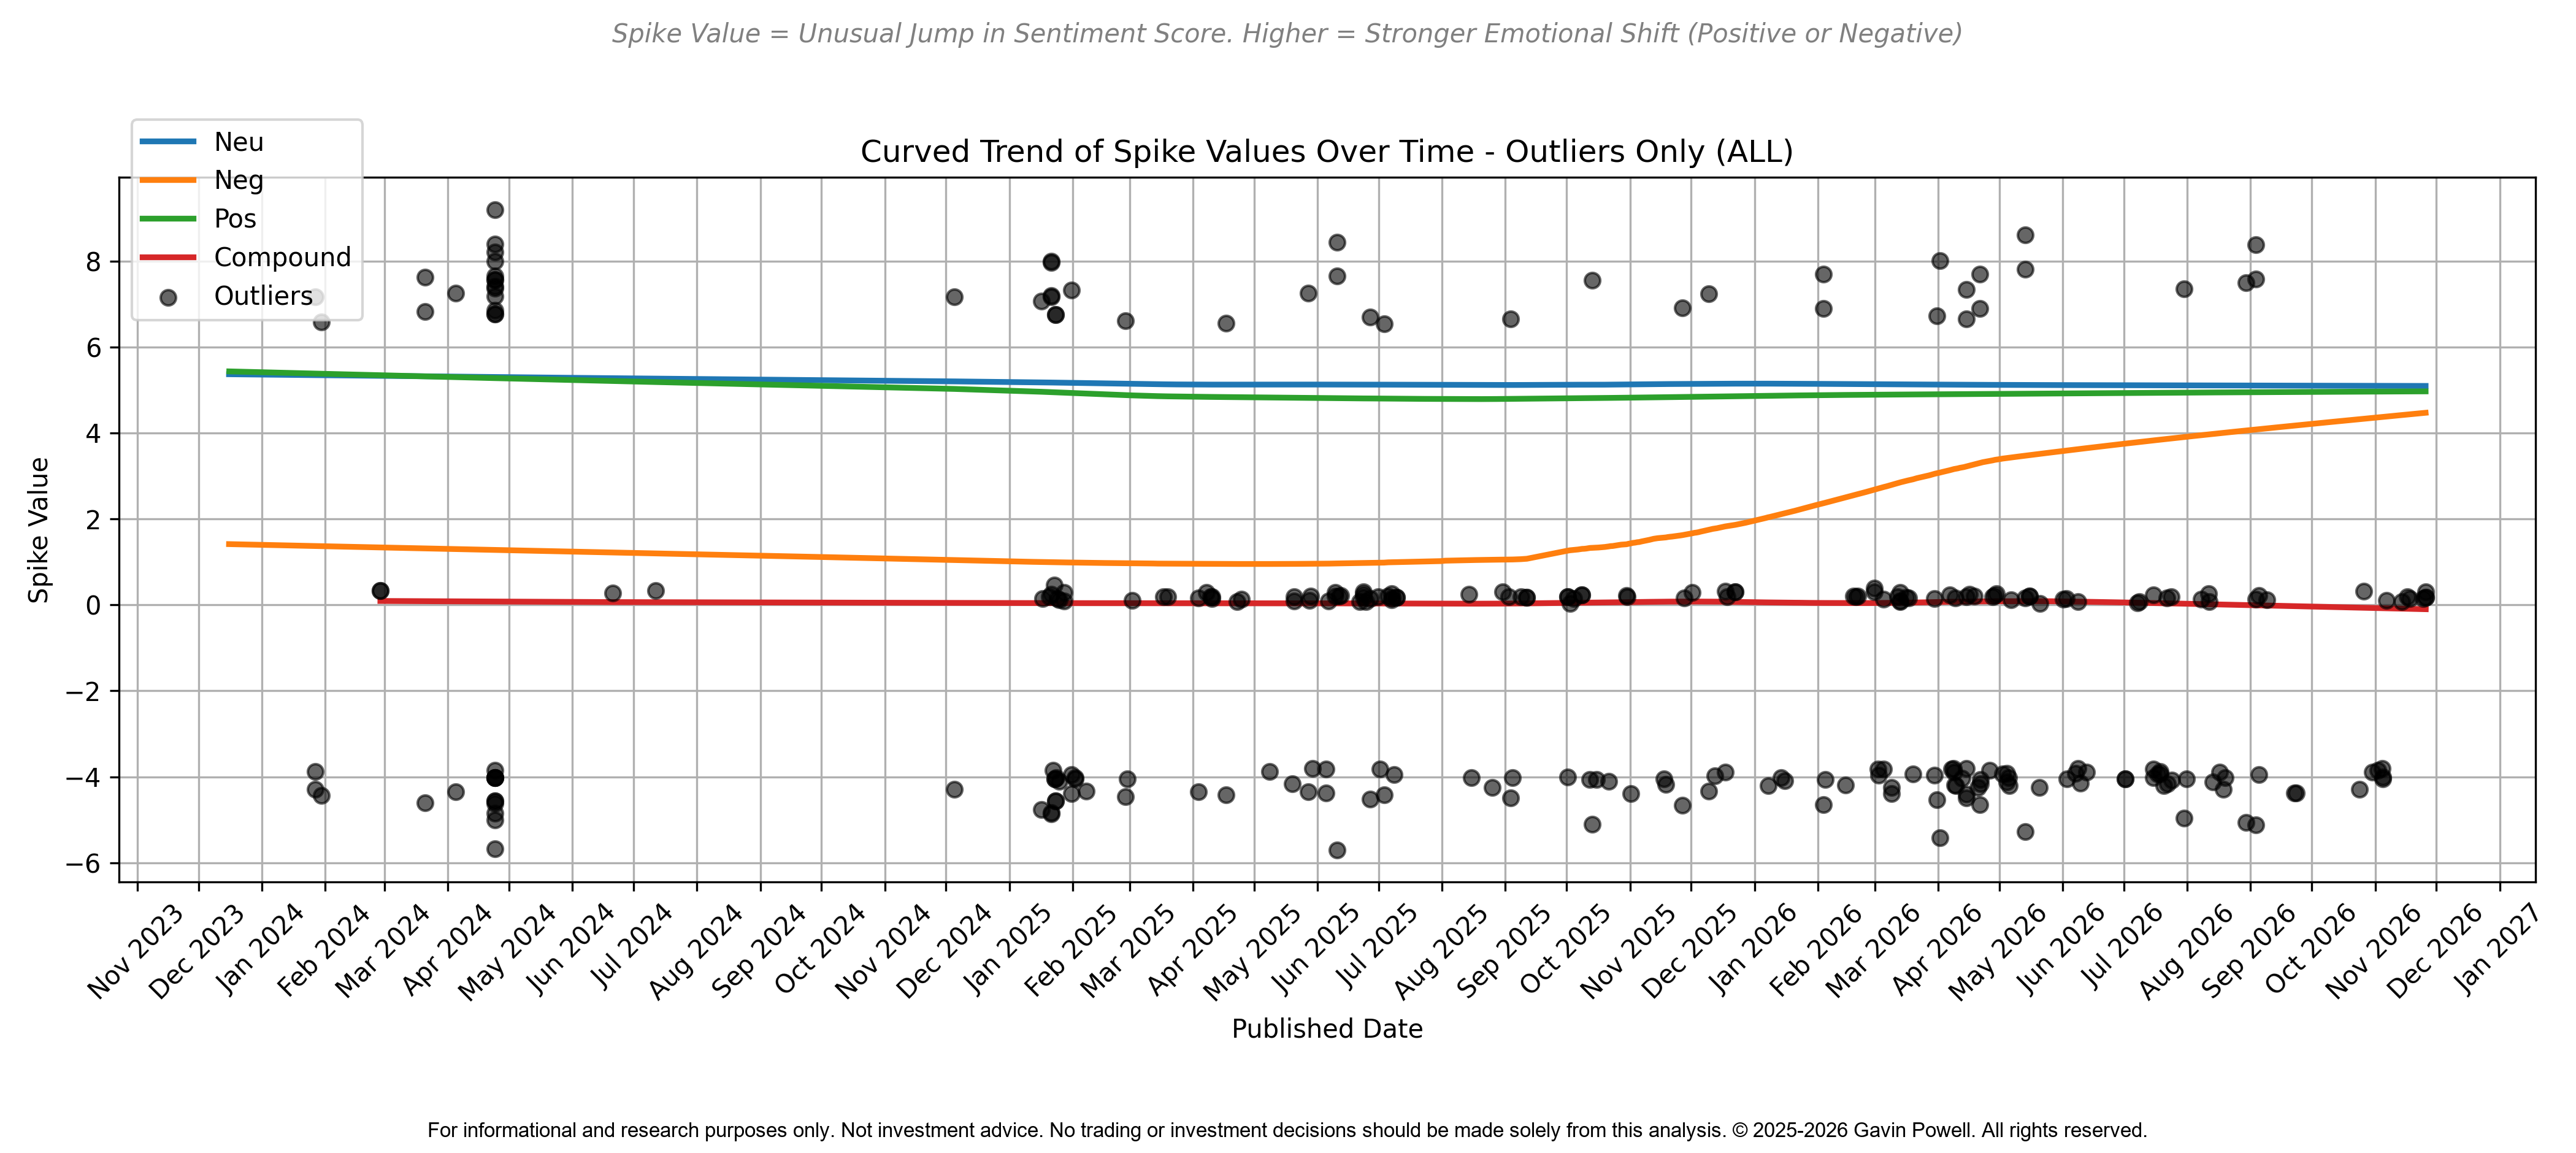 Spike Value = Unusual Jump in Sentiment Score. Higher = Stronger Emotional Shift (Positive or Negative)
Curved Trend of Spike Values Over Time - Outliers Only (ALL)
Neu
Neg
Pos
Compound
Outliers
Spike Value
8
6
4
2
0
−2
−4
−6
Nov 2023
Dec 2023
Jan 2024
Feb 2024
Mar 2024
Apr 2024
May 2024
Jun 2024
Jul 2024
Aug 2024
Sep 2024
Oct 2024
Nov 2024
Dec 2024
Jan 2025
Feb 2025
Mar 2025
Apr 2025
May 2025
Jun 2025
Jul 2025
Aug 2025
Sep 2025
Oct 2025
Nov 2025
Dec 2025
Jan 2026
Feb 2026
Mar 2026
Apr 2026
May 2026
Jun 2026
Jul 2026
Aug 2026
Sep 2026
Oct 2026
Nov 2026
Dec 2026
Jan 2027
Published Date
For informational and research purposes only. Not investment advice. No trading or investment decisions should be made solely from this analysis. © 2025-2026 Gavin Powell. All rights reserved.